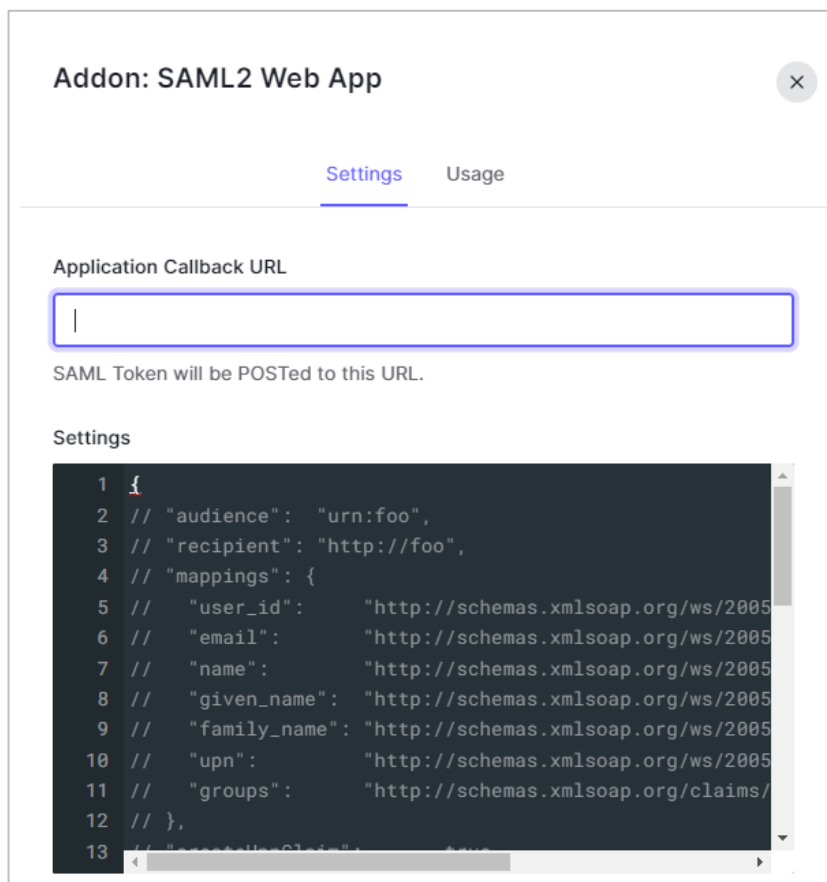 Addon: SAML2 Web App
Settings Usage
Application Callback URL
SAML Token will be POSTed to this URL.
Settings
1 {
2 // "audience":  "urn:foo",
3 // "recipient": "http://foo",
4 // "mappings": {
5 //   "user_id":     "http://schemas.xmlsoap.org/ws/2005
6 //   "email":       "http://schemas.xmlsoap.org/ws/2005
7 //   "name":        "http://schemas.xmlsoap.org/ws/2005
8 //   "given_name":  "http://schemas.xmlsoap.org/ws/2005
9 //   "family_name": "http://schemas.xmlsoap.org/ws/2005
10 //   "upn":         "http://schemas.xmlsoap.org/ws/2005
11 //   "groups":      "http://schemas.xmlsoap.org/claims/
12 // },
13 // "createUpnClaim":       true